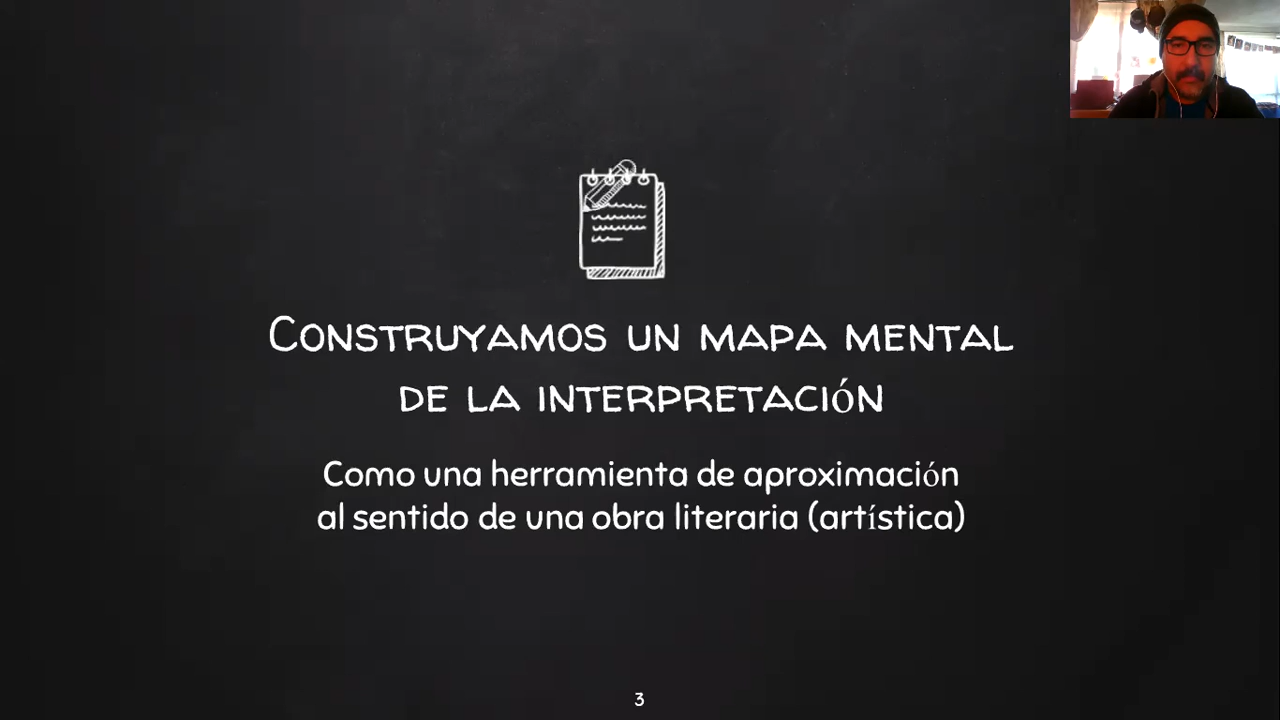 Construyamos un mapa mental
de la interpretación
Como una herramienta de aproximación
al sentido de una obra literaria (artística)
3